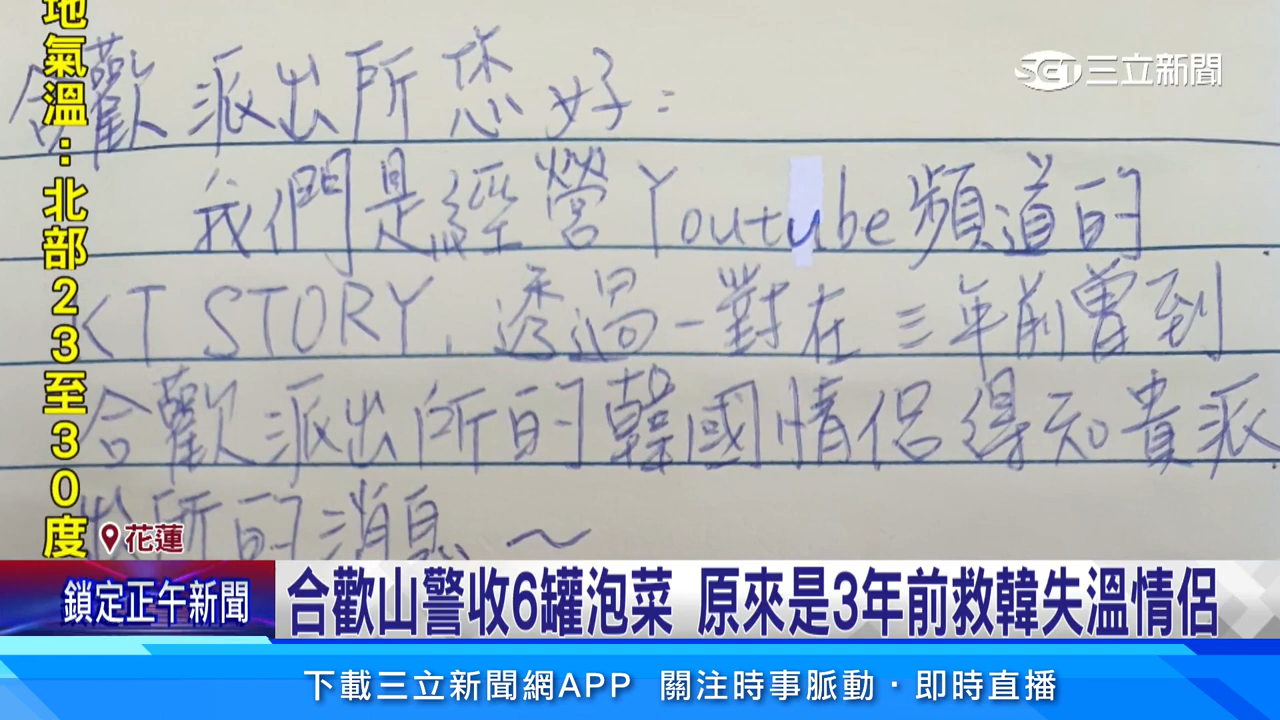 地氣溫:北部23至30度
SET三立新聞
合歡派出所您好:
我們是經營Youtube頻道的
KT STORY,透過一對在三年前曾到
合歡派出所的韓國情侶得知貴派
出所的消息~
花蓮
鎖定正午新聞
合歡山警收6罐泡菜 原來是3年前救韓失溫情侶
下載三立新聞網APP 關注時事脈動·即時直播